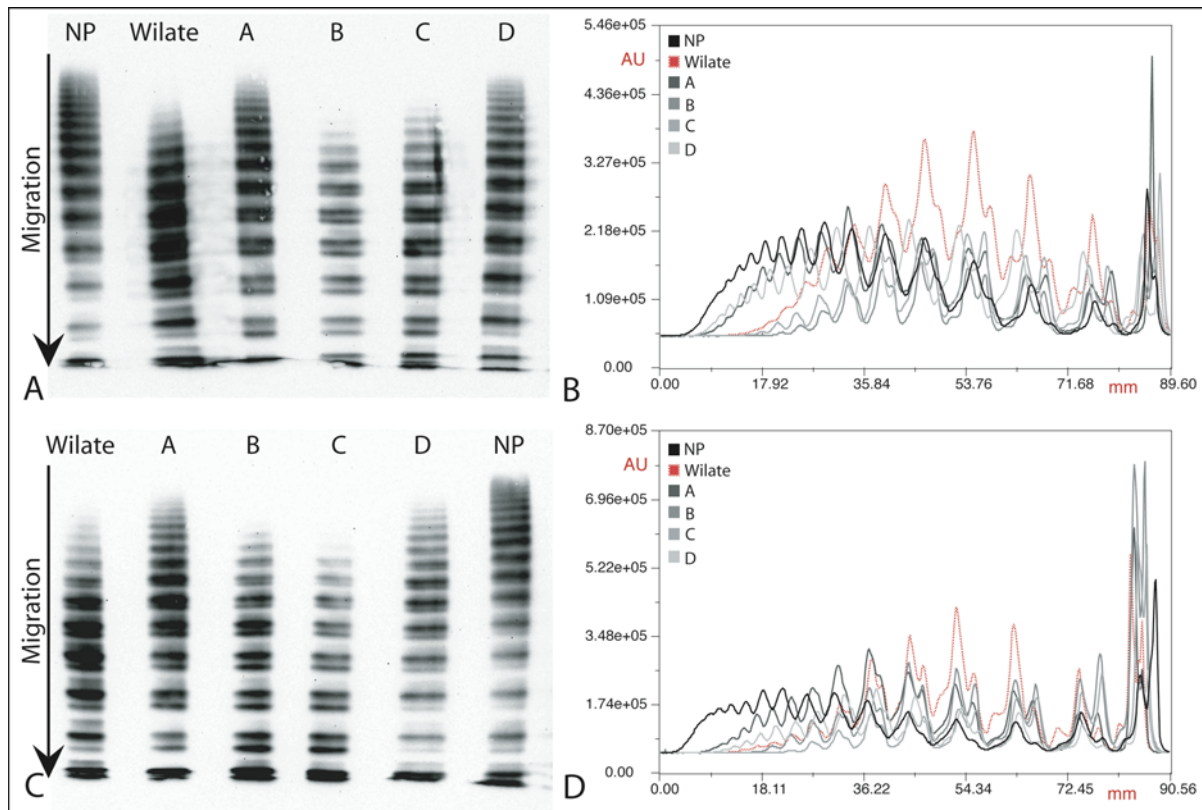 NP Wilate A B C D
Migration
A
5.46e+05
AU
4.36e+05
3.27e+05
2.18e+05
1.09e+05
0.00
NP
Wilate
A
B
C
D
0.00 17.92 35.84 53.76 71.68 mm 89.60
B
Wilate A B C D NP
Migration
C
8.70e+05
AU
6.96e+05
5.22e+05
3.48e+05
1.74e+05
0.00
NP
Wilate
A
B
C
D
0.00 18.11 36.22 54.34 72.45 mm 90.56
D